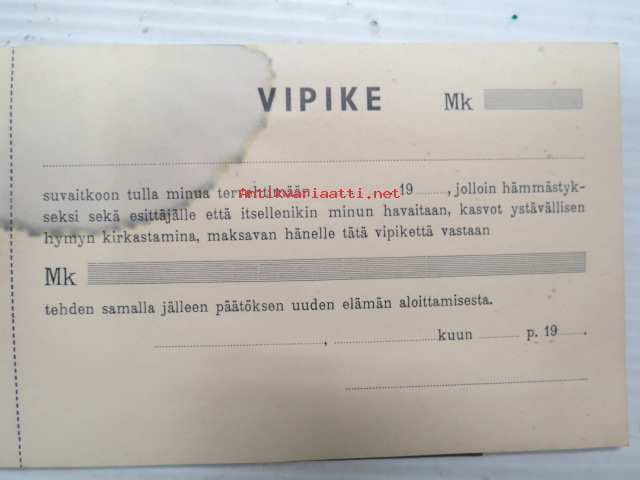 VIPIKE Mk
suvaitkoon tulla minua tervehtimään 19 , jolloin hämmästyk-
Antikvariaatti.net
seksi sekä esittäjälle että itsellenikin minun havaitaan, kasvot ystävällisen
hymyn kirkastamina, maksavan hänelle tätä vipikettä vastaan
Mk
tehden samalla jälleen päätöksen uuden elämän aloittamisesta.
, kuun p. 19